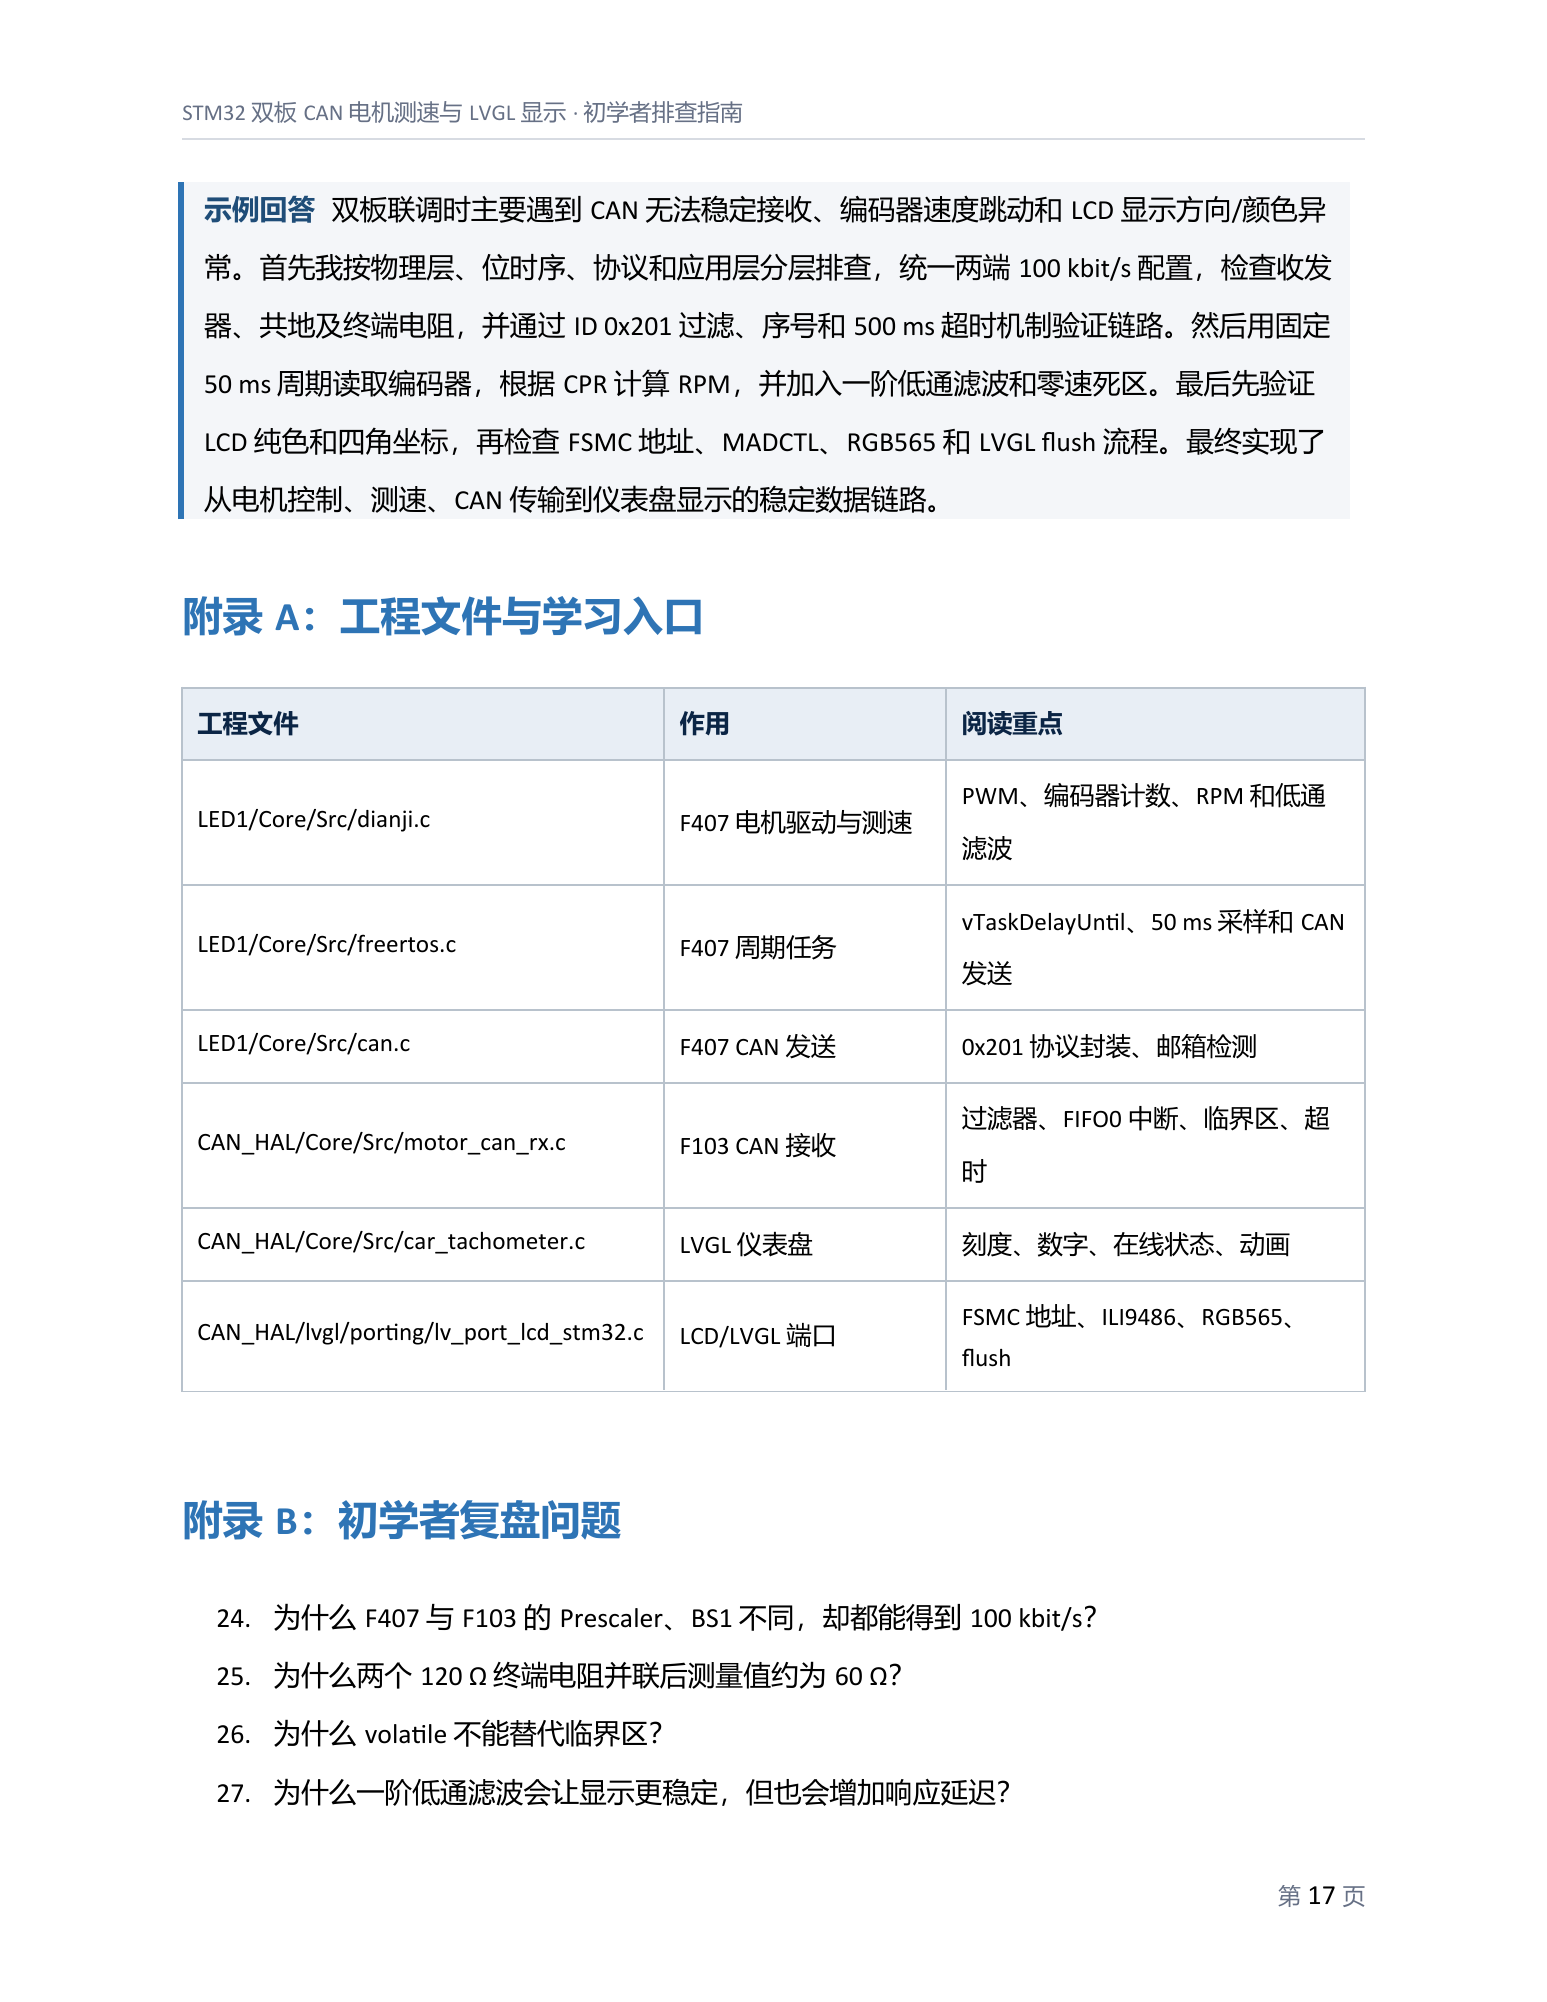 STM32 双板 CAN 电机测速与 LVGL 显示 · 初学者排查指南
示例回答 双板联调时主要遇到 CAN 无法稳定接收、编码器速度跳动和 LCD 显示方向/颜色异
常。首先我按物理层、位时序、协议和应用层分层排查，统一两端 100 kbit/s 配置，检查收发
器、共地及终端电阻，并通过 ID 0x201 过滤、序号和 500 ms 超时机制验证链路。然后用固定
50 ms 周期读取编码器，根据 CPR 计算 RPM，并加入一阶低通滤波和零速死区。最后先验证
LCD 纯色和四角坐标，再检查 FSMC 地址、MADCTL、RGB565 和 LVGL flush 流程。最终实现了
从电机控制、测速、CAN 传输到仪表盘显示的稳定数据链路。
附录 A：工程文件与学习入口
工程文件 作用 阅读重点
LED1/Core/Src/dianji.c F407 电机驱动与测速 PWM、编码器计数、RPM 和低通
滤波
LED1/Core/Src/freertos.c F407 周期任务 vTaskDelayUntil、50 ms 采样和 CAN
发送
LED1/Core/Src/can.c F407 CAN 发送 0x201 协议封装、邮箱检测
CAN_HAL/Core/Src/motor_can_rx.c F103 CAN 接收 过滤器、FIFO0 中断、临界区、超
时
CAN_HAL/Core/Src/car_tachometer.c LVGL 仪表盘 刻度、数字、在线状态、动画
CAN_HAL/lvgl/porting/lv_port_lcd_stm32.c LCD/LVGL 端口 FSMC 地址、ILI9486、RGB565、
flush
附录 B：初学者复盘问题
24. 为什么 F407 与 F103 的 Prescaler、BS1 不同，却都能得到 100 kbit/s？
25. 为什么两个 120 Ω 终端电阻并联后测量值约为 60 Ω？
26. 为什么 volatile 不能替代临界区？
27. 为什么一阶低通滤波会让显示更稳定，但也会增加响应延迟？
第 17 页